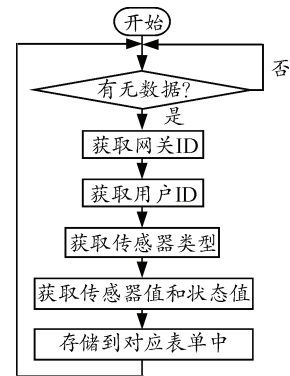 开始
有无数据?
否
是
获取网关ID
获取用户ID
获取传感器类型
获取传感器值和状态值
存储到对应表单中